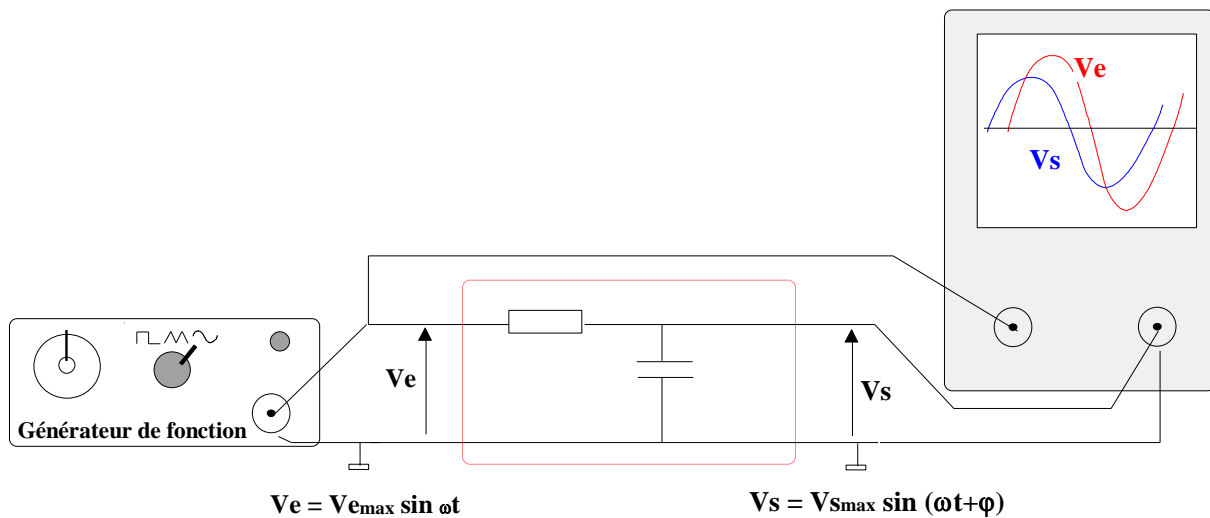 Ve
Vs
Ve
Vs
Générateur de fonction
Ve = Vemax sin ωt
Vs = Vsmax sin (ωt+φ)